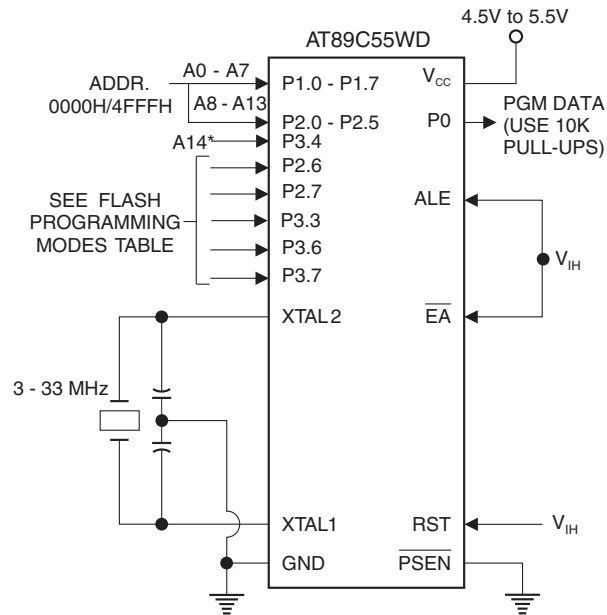 4.5V to 5.5V
AT89C55WD
ADDR.
0000H/4FFFH
A0 - A7
P1.0 - P1.7
VCC
A8 - A13
P2.0 - P2.5
P0
PGM DATA
(USE 10K
PULL-UPS)
A14*
P3.4
P2.6
SEE FLASH
PROGRAMMING
MODES TABLE
P2.7
ALE
P3.3
P3.6
VIH
P3.7
XTAL2
EA
3 - 33 MHz
XTAL1
RST
VIH
GND
PSEN